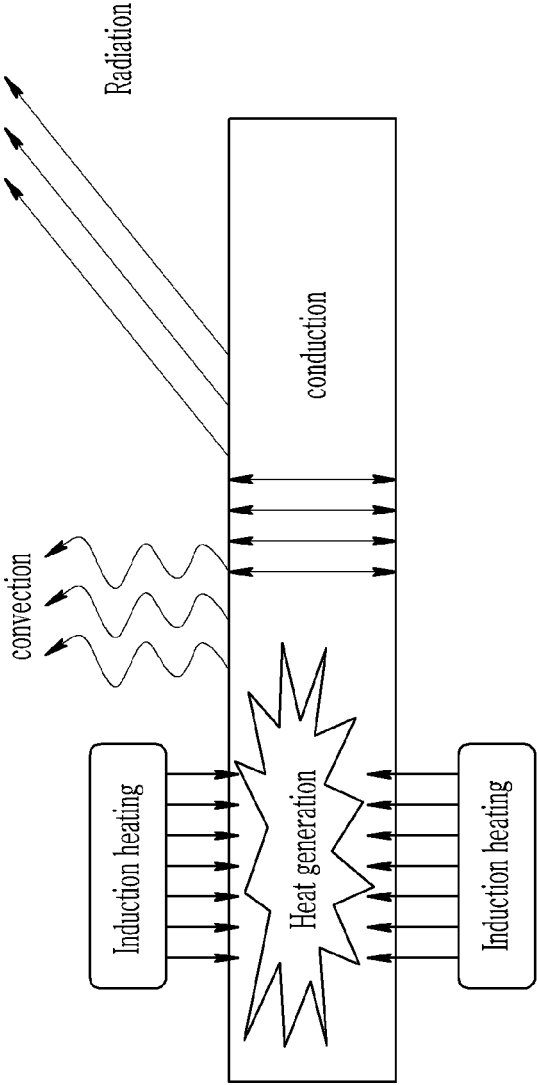 convection
Radiation
Induction heating
Heat generation
conduction
Induction heating